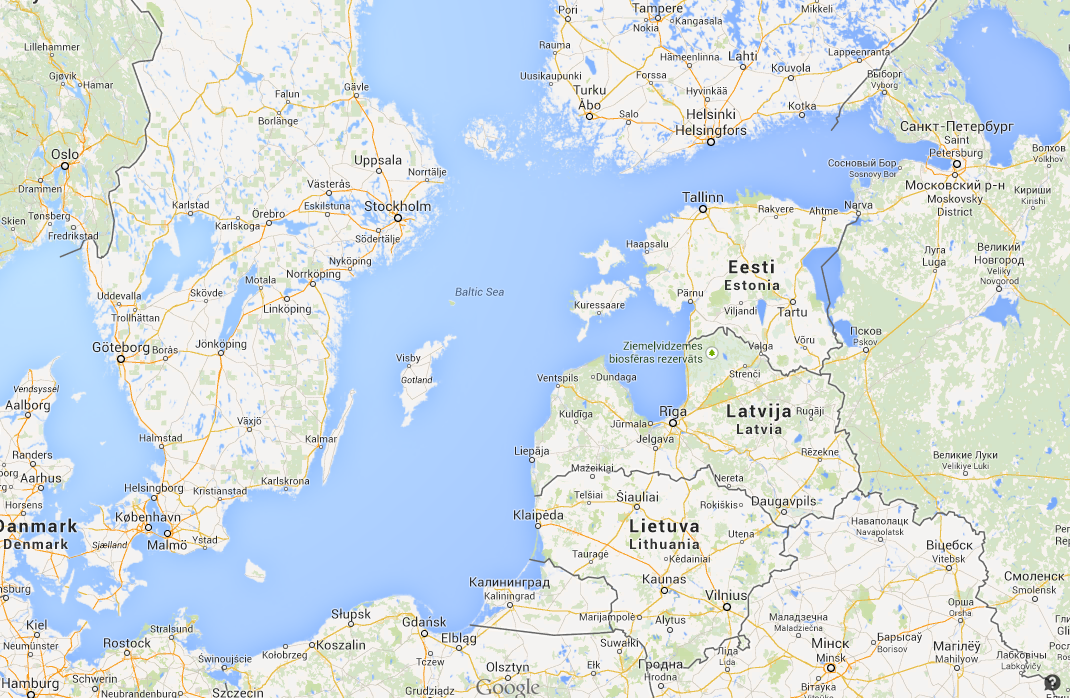 Pori
Tampere
Nokia
Kangasala
Mikkeli
Lillehammer
Rauma
Hämeenlinna
Lahti
Lappeenranta
Gjøvik
Hamar
Uusikaupunki
Forssa
Kouvola
Выборг
Vyborg
Falun
Gävle
Turku
Åbo
Hyvinkää
Borlänge
Salo
Helsinki
Helsingfors
Kotka
Санкт-Петербург
Saint
Petersburg
Oslo
Uppsala
Волхов
Volkhov
Сосновый Бор
Sosnovy Bor
Drammen
Västerås
Norrtälje
Московский р-н
Moskovsky
District
Кириши
Kirishi
Karlstad
Eskilstuna
Stockholm
Tallinn
Rakvere
Ahtme
Narva
Skien
Tønsberg
Örebro
Karlskoga
Fredrikstad
Södertälje
Haapsalu
Луга
Luga
Великий
Новгород
Veliky
Novgorod
Nyköping
Norrköping
Eesti
Estonia
Motala
Uddevalla
Skövde
Baltic Sea
Pärnu
Linköping
Kuressaare
Viljandi
Tartu
Trollhättan
Göteborg
Borås
Jönköping
Псков
Pskov
Võru
Visby
Ziemeļvidzemes
biosfēras rezervāts
Valga
Gotland
Ventspils
Dundaga
Strenči
Vendsyssel
Aalborg
Kuldīga
Rīga
Latvija
Latvia
Rugāji
Växjö
Jūrmala
Halmstad
Kalmar
Jelgava
Liepāja
Rēzekne
Великие Луки
Velikiye Luki
Randers
Aarhus
Mažeikiai
Karlskrona
Nereta
Helsingborg
Kristianstad
Telšiai
Šiauliai
Rokiškis
Daugavpils
Horsens
København
Klaipėda
Наваполацк
Navapolatsk
Danmark
Denmark
Sjælland
Malmö
Ystad
Lietuva
Lithuania
Utena
Віцебск
Vitebsk
Tauragė
Kėdainiai
Калининград
Kaliningrad
Kaunas
Смоленск
Smolensk
Vilnius
Орша
Orsha
Kiel
Słupsk
Gdańsk
Marijampolė
Alytus
Маладзечна
Maladziečna
Stralsund
Elbląg
Neumünster
Rostock
Koszalin
Мінск
Minsk
Барысаў
Borisov
Магілёў
Mahilyow
Świnoujście
Kołobrzeg
Tczew
Olsztyn
Ełk
Suwałki
Гродна
Hrodna
Ліда
Lida
Hamburg
Schwerin
Neubrandenburg
Szczecin
Grudziądz
Google